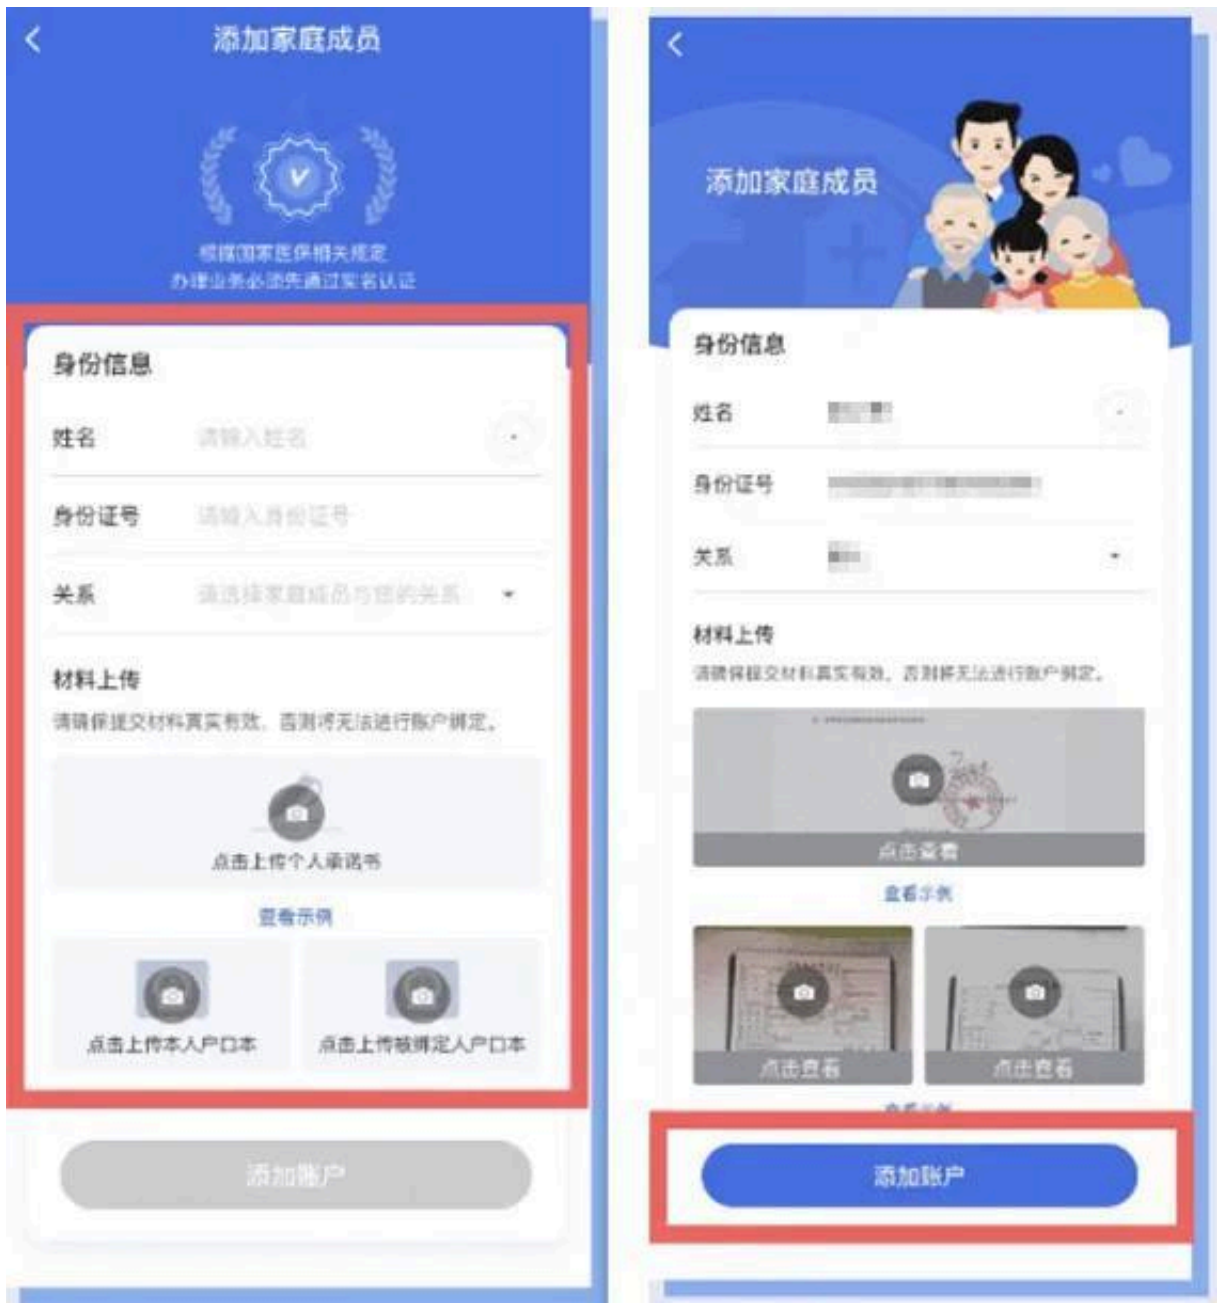 添加家庭成员
根据国家医保相关规定
办理业务必须先通过实名认证
身份信息
姓名 请输入姓名
身份证号 请输入身份证号
关系 请选择家庭成员与您的关系
材料上传
请确保提交材料真实有效，否则将无法进行账户绑定。
点击上传个人承诺书
查看示例
点击上传本人户口本 点击上传被绑定人户口本
添加账户
添加家庭成员
身份信息
姓名
身份证号
关系
材料上传
请确保提交材料真实有效，否则将无法进行账户绑定。
点击查看
查看示例
点击查看 点击查看
查看示例
添加账户